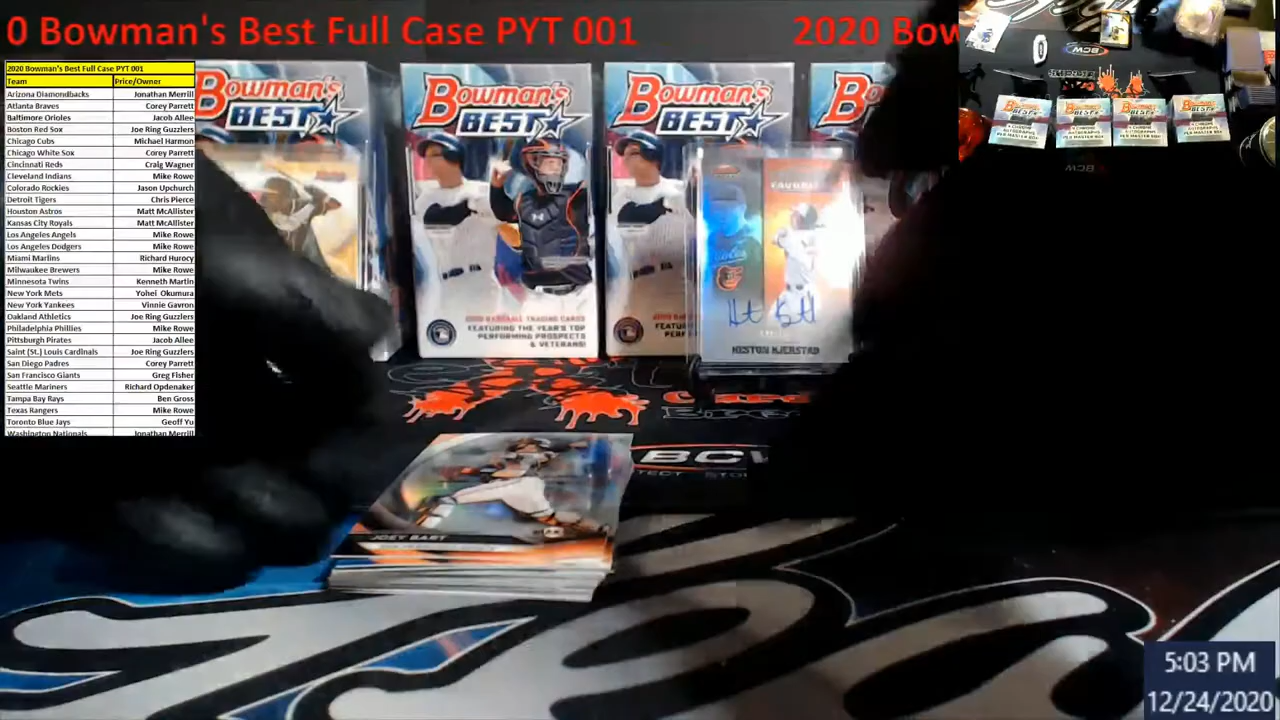 0 Bowman's Best Full Case PYT 001
2020 Bow
2020 Bowman's Best Full Case PYT 001
Team Price/Owner
Arizona Diamondbacks Jonathan Merrill
Atlanta Braves Corey Parrett
Baltimore Orioles Jacob Allee
Boston Red Sox Joe Ring Guzzlers
Chicago Cubs Michael Harmon
Chicago White Sox Corey Parrett
Cincinnati Reds Craig Wagner
Cleveland Indians Mike Rowe
Colorado Rockies Jason Upchurch
Detroit Tigers Chris Pierce
Houston Astros Matt McAllister
Kansas City Royals Matt McAllister
Los Angeles Angels Mike Rowe
Los Angeles Dodgers Mike Rowe
Miami Marlins Richard Hurocy
Milwaukee Brewers Mike Rowe
Minnesota Twins Kenneth Martin
New York Mets Yohei Okumura
New York Yankees Vinnie Gavron
Oakland Athletics Joe Ring Guzzlers
Philadelphia Phillies Mike Rowe
Pittsburgh Pirates Jacob Allee
Saint (St.) Louis Cardinals Joe Ring Guzzlers
San Diego Padres Corey Parrett
San Francisco Giants Greg Fisher
Seattle Mariners Richard Opdenaker
Tampa Bay Rays Ben Gross
Texas Rangers Mike Rowe
Toronto Blue Jays Geoff Yu
Washington Nationals Jonathan Merrill
Bowman's
BEST
Bowman's
BEST
2020 BASEBALL TRADING CARDS
FEATURING THE YEAR'S TOP
PERFORMING PROSPECTS
& VETERANS!
Bowman's
BEST
HESTON KJERSTAD
JOEY BART
BCW
5:03 PM
12/24/2020